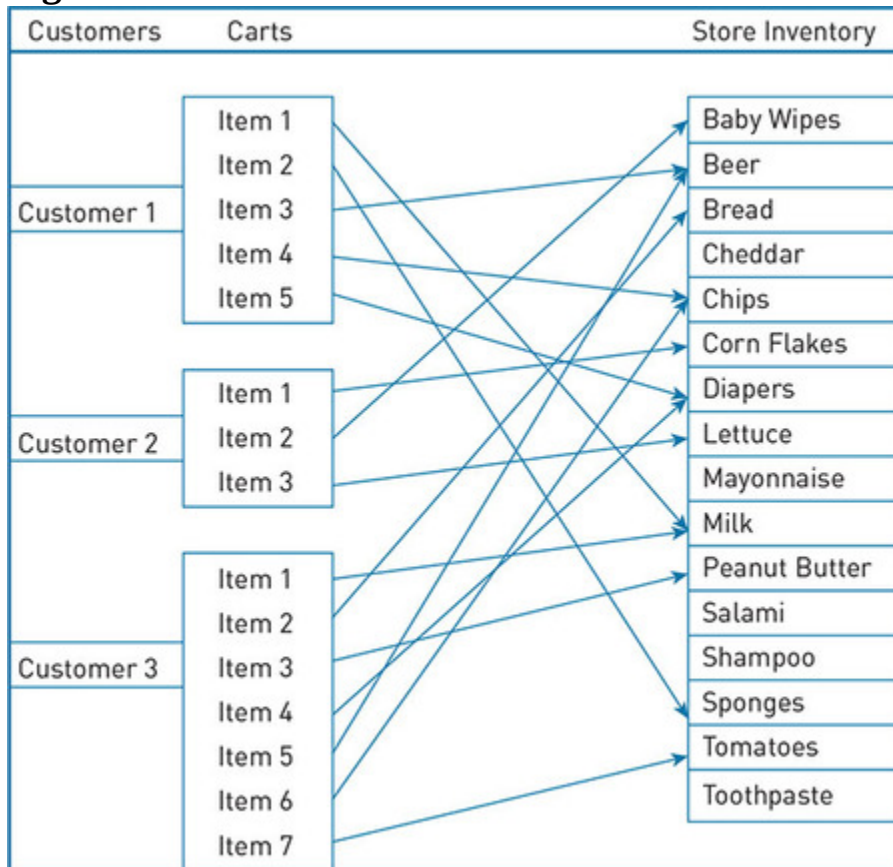 Customers Carts Store Inventory
Item 1
Item 2
Item 3
Item 4
Item 5
Customer 1
Item 1
Item 2
Item 3
Customer 2
Item 1
Item 2
Item 3
Item 4
Item 5
Item 6
Item 7
Customer 3
Baby Wipes
Beer
Bread
Cheddar
Chips
Corn Flakes
Diapers
Lettuce
Mayonnaise
Milk
Peanut Butter
Salami
Shampoo
Sponges
Tomatoes
Toothpaste